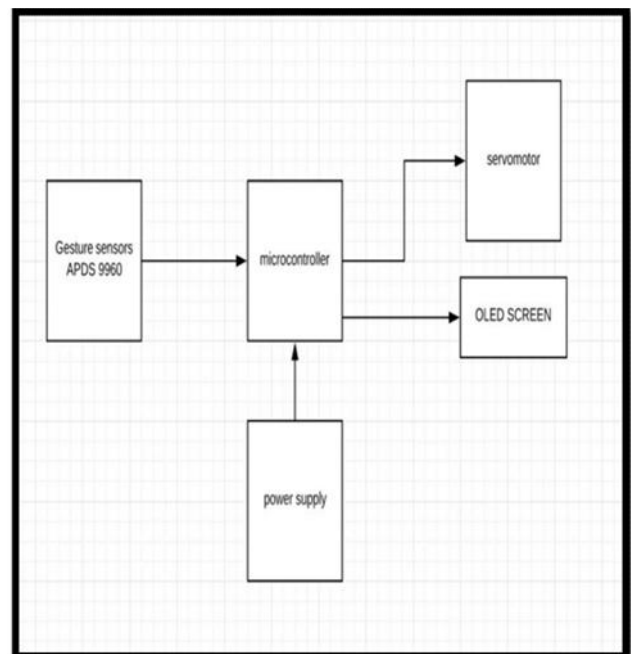 servomotor
Gesture sensors
APDS 9960
microcontroller
OLED SCREEN
power supply